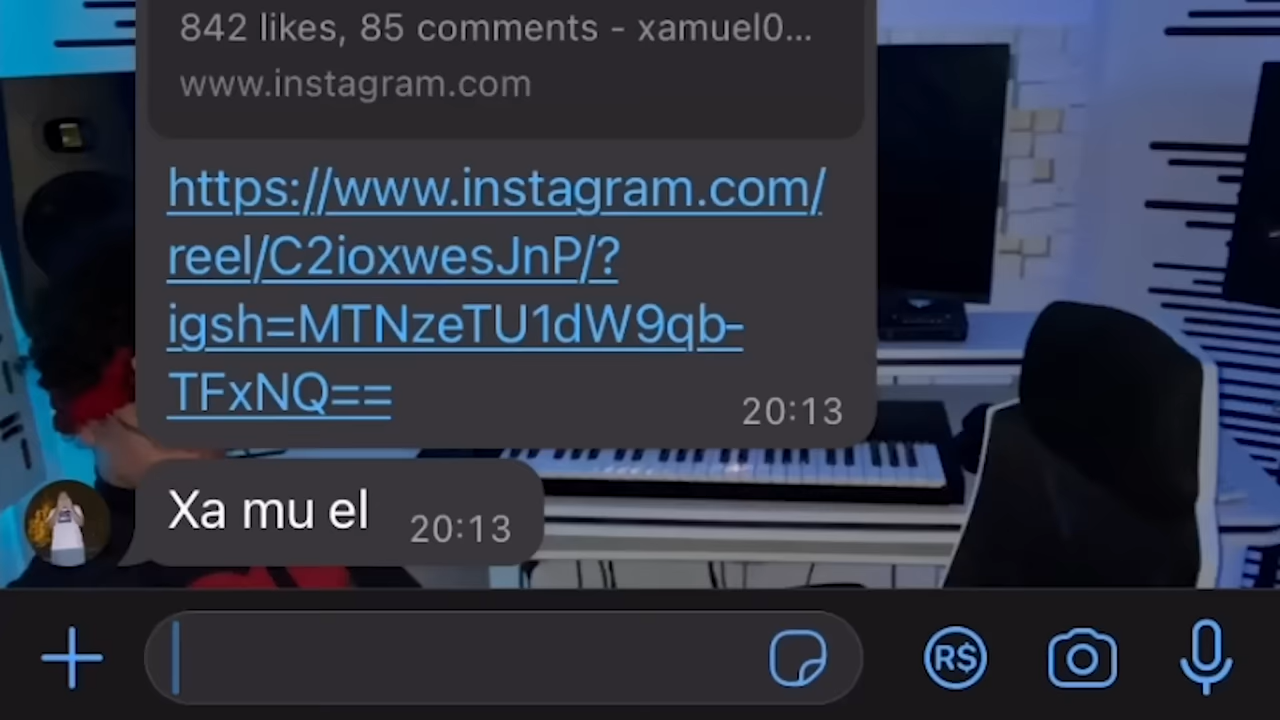 842 likes, 85 comments - xamuel0...
www.instagram.com
https://www.instagram.com/
reel/C2ioxwesJnP/?
igsh=MTNzeTU1dW9qb-
TFxNQ==
20:13
Xa mu el 20:13
R$